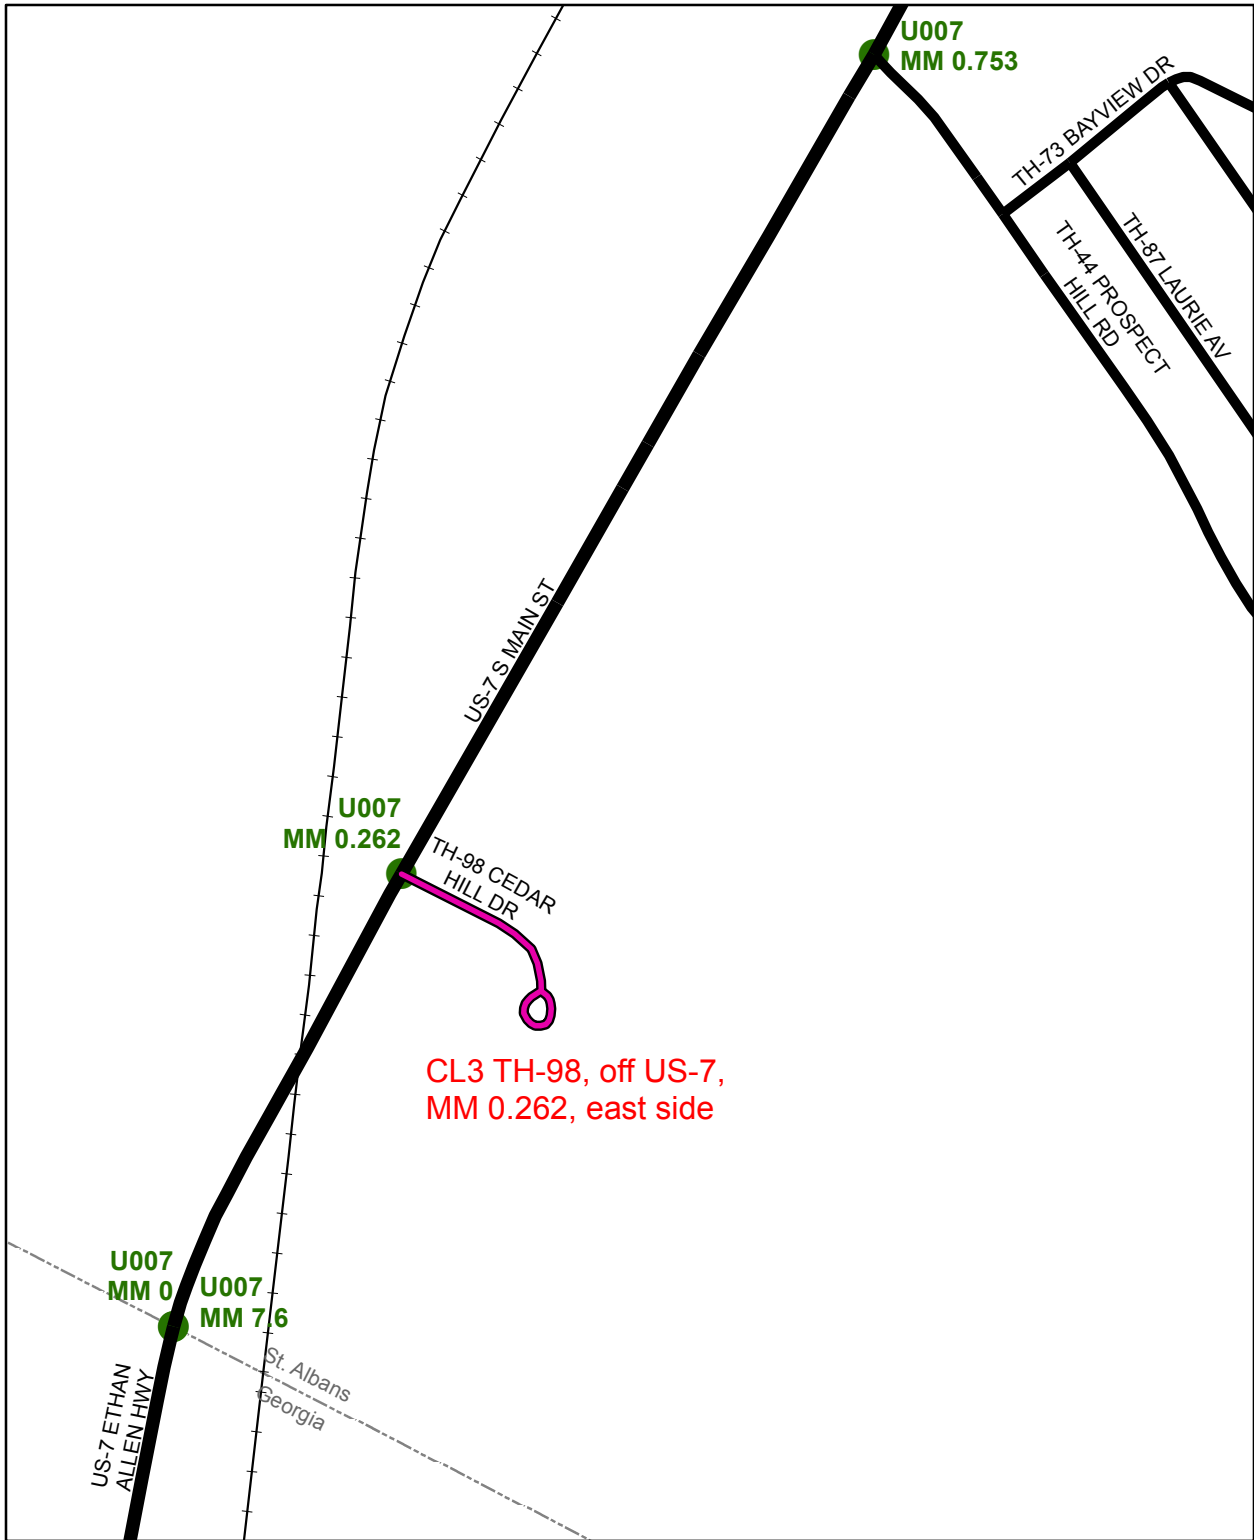 U007
MM 0.753
TH-73 BAYVIEW DR
TH-87 LAURIE AV
TH-44 PROSPECT
HILL RD
US-7 S MAIN ST
U007
MM 0.262
TH-98 CEDAR
HILL DR
CL3 TH-98, off US-7,
MM 0.262, east side
U007
MM 0
U007
MM 7.6
St. Albans
Georgia
US-7 ETHAN
ALLEN HWY